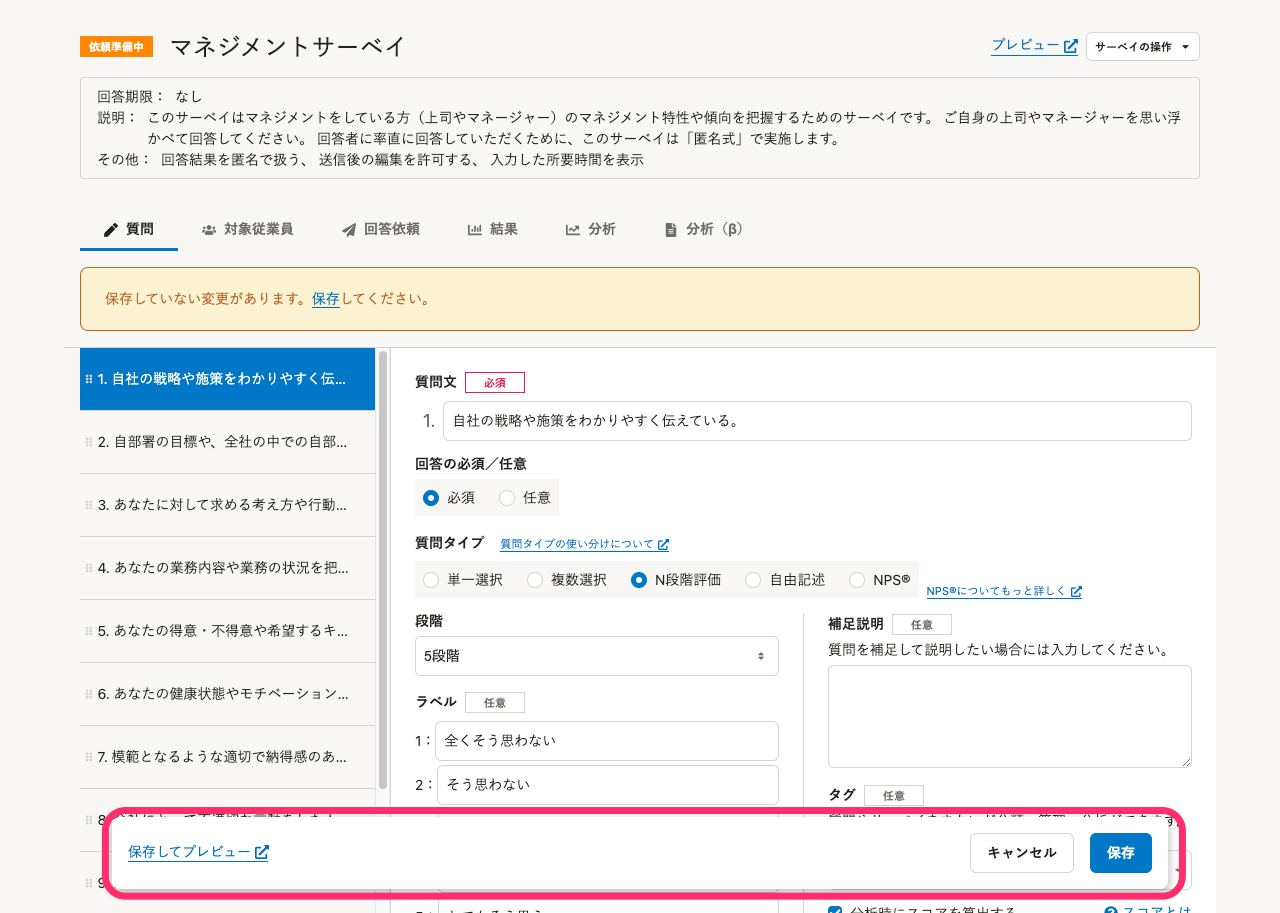 依頼準備中 マネジメントサーベイ
プレビュー サーベイの操作
回答期限： なし
説明： このサーベイはマネジメントをしている方（上司やマネージャー）のマネジメント特性や傾向を把握するためのサーベイです。 ご自身の上司やマネージャーを思い浮
かべて回答してください。 回答者に率直に回答していただくために、このサーベイは「匿名式」で実施します。
その他： 回答結果を匿名で扱う、 送信後の編集を許可する、 入力した所要時間を表示
質問 対象従業員 回答依頼 結果 分析 分析（β）
保存していない変更があります。保存してください。
1. 自社の戦略や施策をわかりやすく伝...
2. 自部署の目標や、全社の中での自部...
3. あなたに対して求める考え方や行動...
4. あなたの業務内容や業務の状況を把...
5. あなたの得意・不得意や希望するキ...
6. あなたの健康状態やモチベーション...
7. 模範となるような適切で納得感のあ...
8
9
質問文 必須
1. 自社の戦略や施策をわかりやすく伝えている。
回答の必須／任意
必須 任意
質問タイプ 質問タイプの使い分けについて
単一選択 複数選択 N段階評価 自由記述 NPS® NPS®についてもっと詳しく
段階
5段階
ラベル 任意
1： 全くそう思わない
2： そう思わない
補足説明 任意
質問を補足して説明したい場合には入力してください。
タグ 任意
保存してプレビュー キャンセル 保存
分析時にスコアを算出する スコアとは